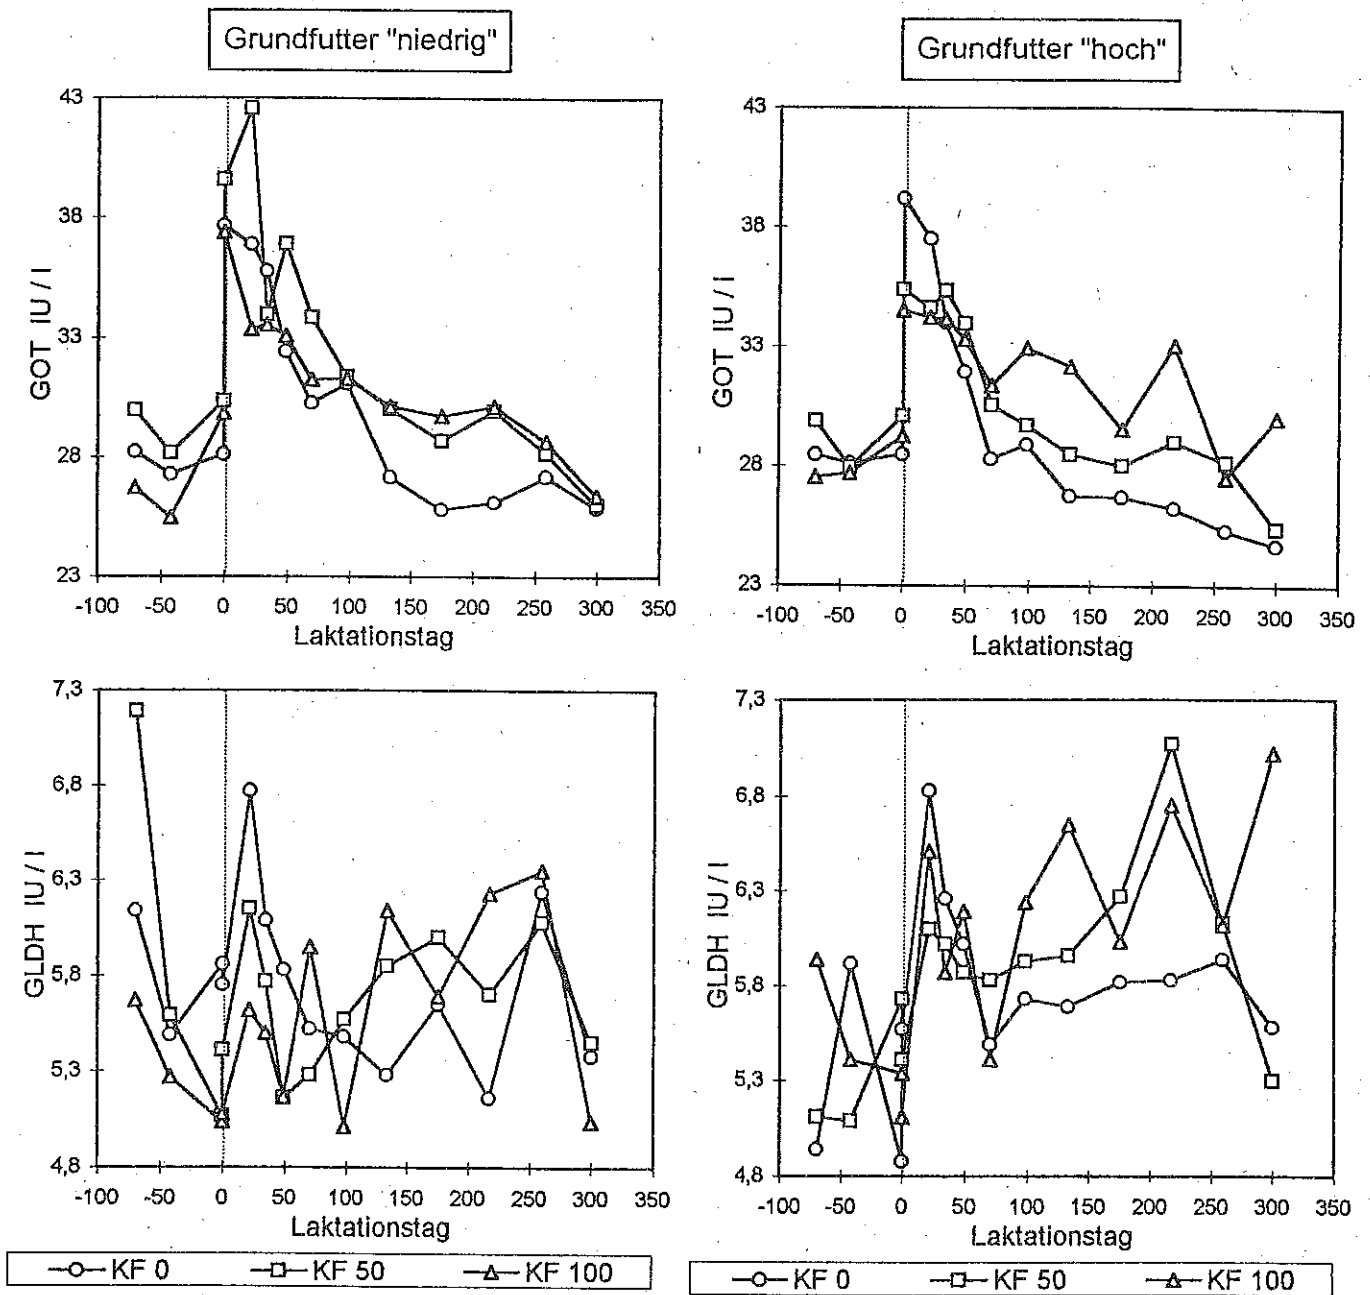 Grundfutter "niedrig"
Grundfutter "hoch"
43
38
33
28
23
GOT IU / l
-100 -50 0 50 100 150 200 250 300 350
Laktationstag
43
38
33
28
23
GOT IU / l
-100 -50 0 50 100 150 200 250 300 350
Laktationstag
7,3
6,8
6,3
5,8
5,3
4,8
GLDH IU / l
-100 -50 0 50 100 150 200 250 300 350
Laktationstag
7,3
6,8
6,3
5,8
5,3
4,8
GLDH IU / l
-100 -50 0 50 100 150 200 250 300 350
Laktationstag
KF 0 KF 50 KF 100
KF 0 KF 50 KF 100